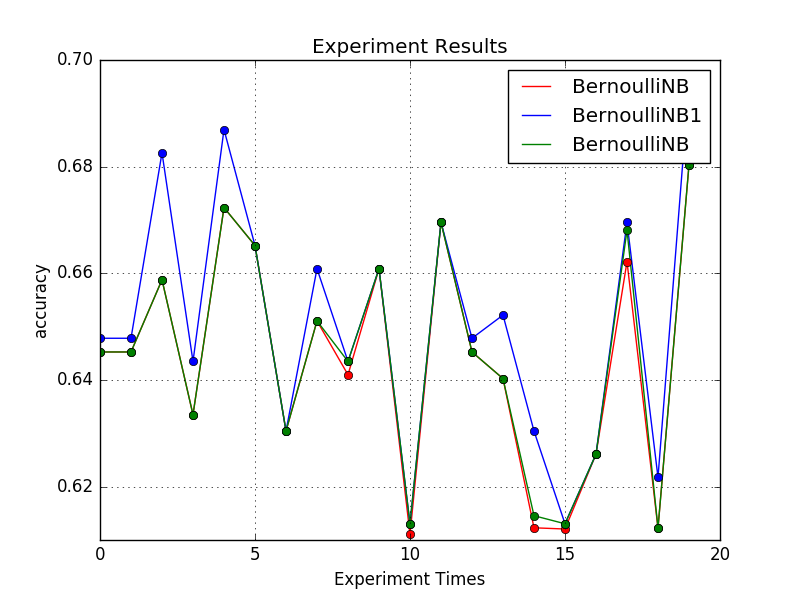 Experiment Results
0.70
0.68
0.66
0.64
0.62
accuracy
BernoulliNB
BernoulliNB1
BernoulliNB
0 5 10 15 20
Experiment Times